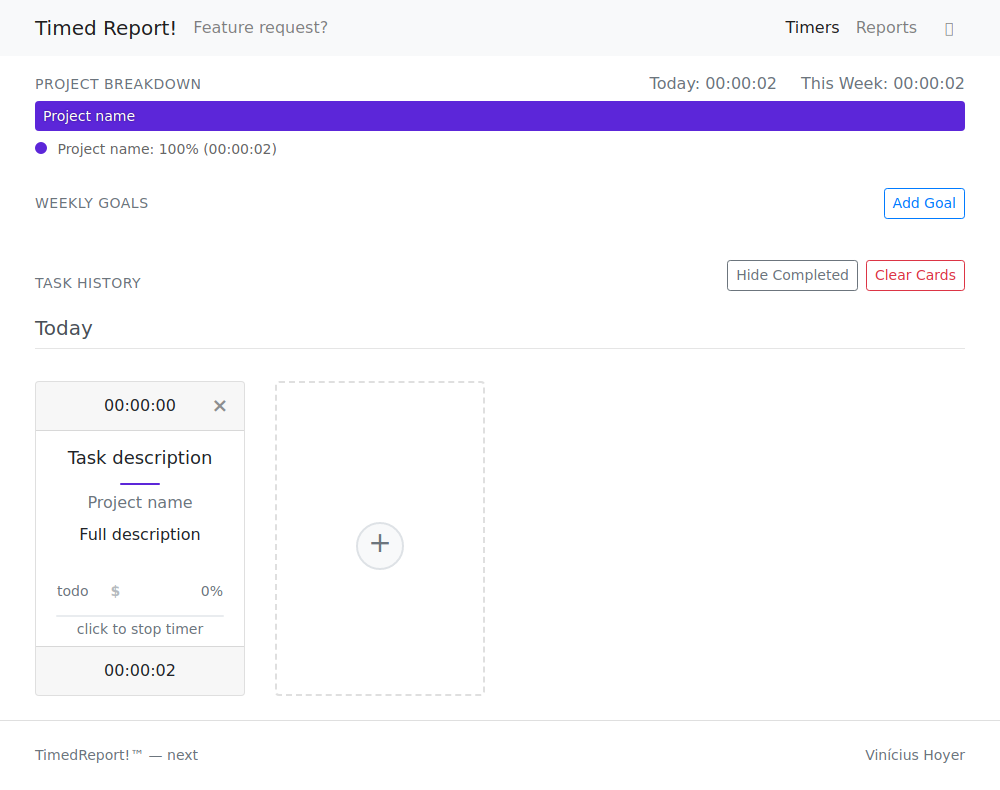 Timed Report! Feature request? Timers Reports
PROJECT BREAKDOWN Today: 00:00:02 This Week: 00:00:02
Project name
Project name: 100% (00:00:02)
WEEKLY GOALS Add Goal
TASK HISTORY Hide Completed Clear Cards
Today
00:00:00 ×
Task description
Project name
Full description
+
todo $ 0%
click to stop timer
00:00:02
TimedReport!™ — next Vinícius Hoyer